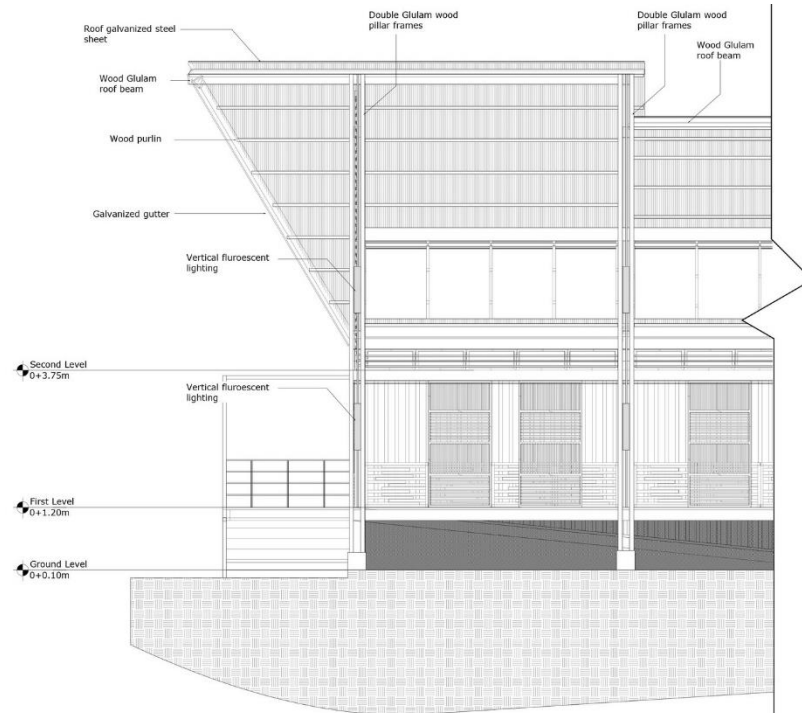 Double Glulam wood
pillar frames
Double Glulam wood
pillar frames
Roof galvanized steel
sheet
Wood Glulam
roof beam
Wood Glulam
roof beam
Wood purlin
Galvanized gutter
Vertical fluroescent
lighting
Second Level
0+3.75m
Vertical fluroescent
lighting
First Level
0+1.20m
Ground Level
0+0.10m